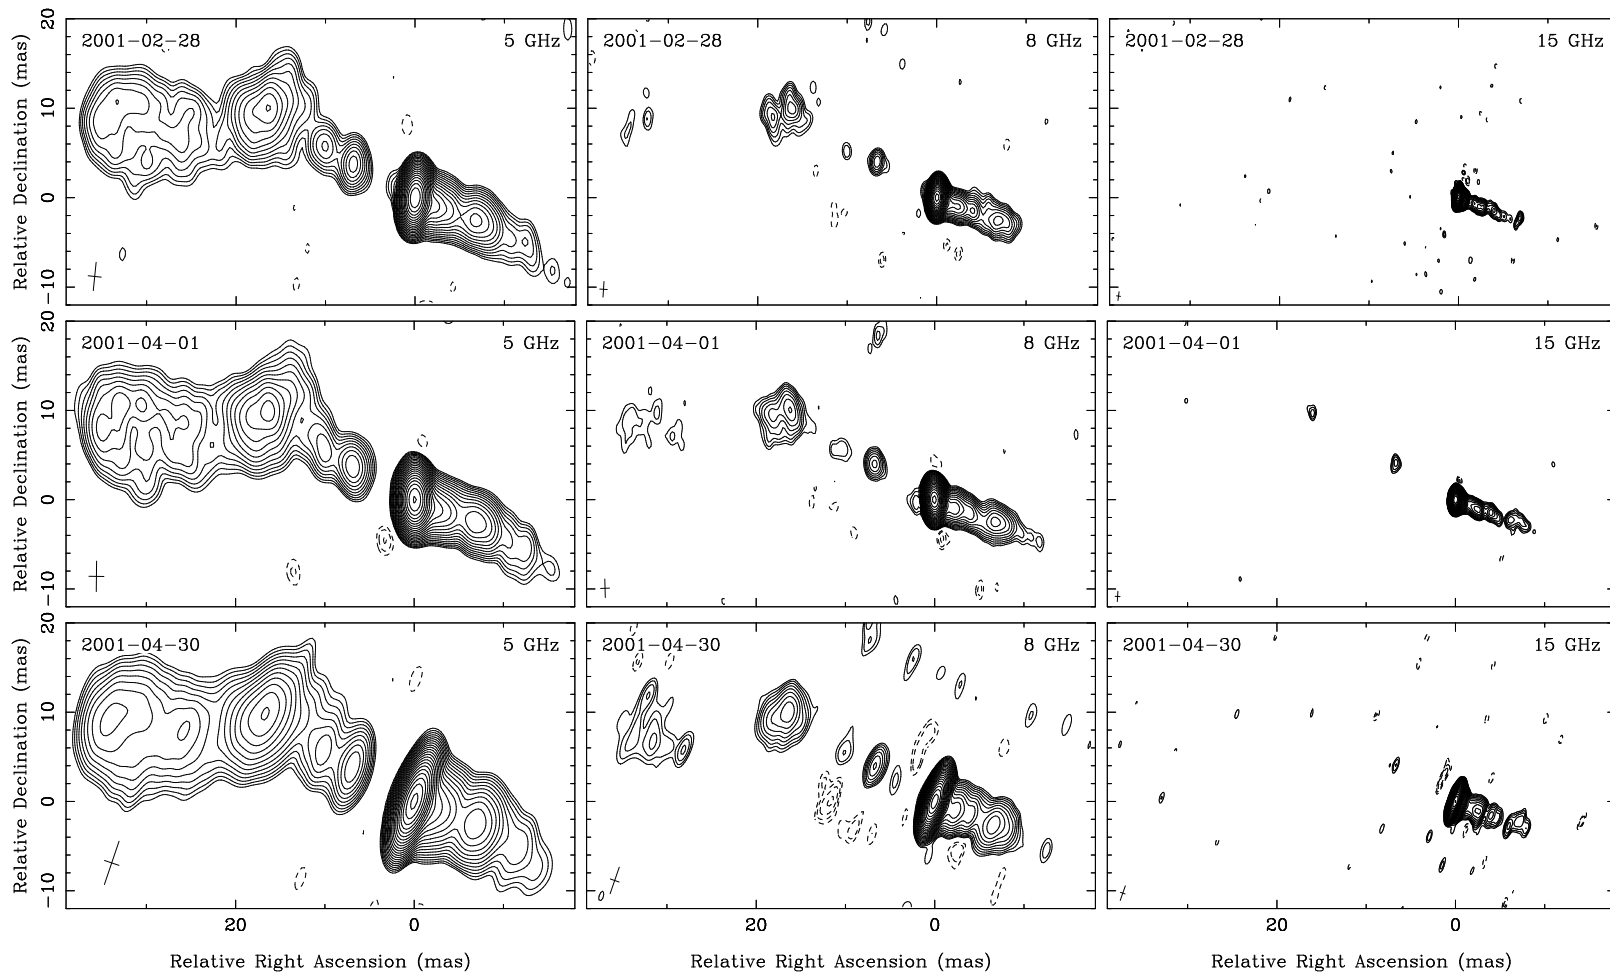 20
2001-02-28
5 GHz
2001-02-28
8 GHz
2001-02-28
15 GHz
10
0
-10
Relative Declination (mas)
20
2001-04-01
5 GHz
2001-04-01
8 GHz
2001-04-01
15 GHz
10
0
-10
Relative Declination (mas)
20
2001-04-30
5 GHz
2001-04-30
8 GHz
2001-04-30
15 GHz
10
0
-10
Relative Declination (mas)
20 0 20 0 20 0
Relative Right Ascension (mas) Relative Right Ascension (mas) Relative Right Ascension (mas)